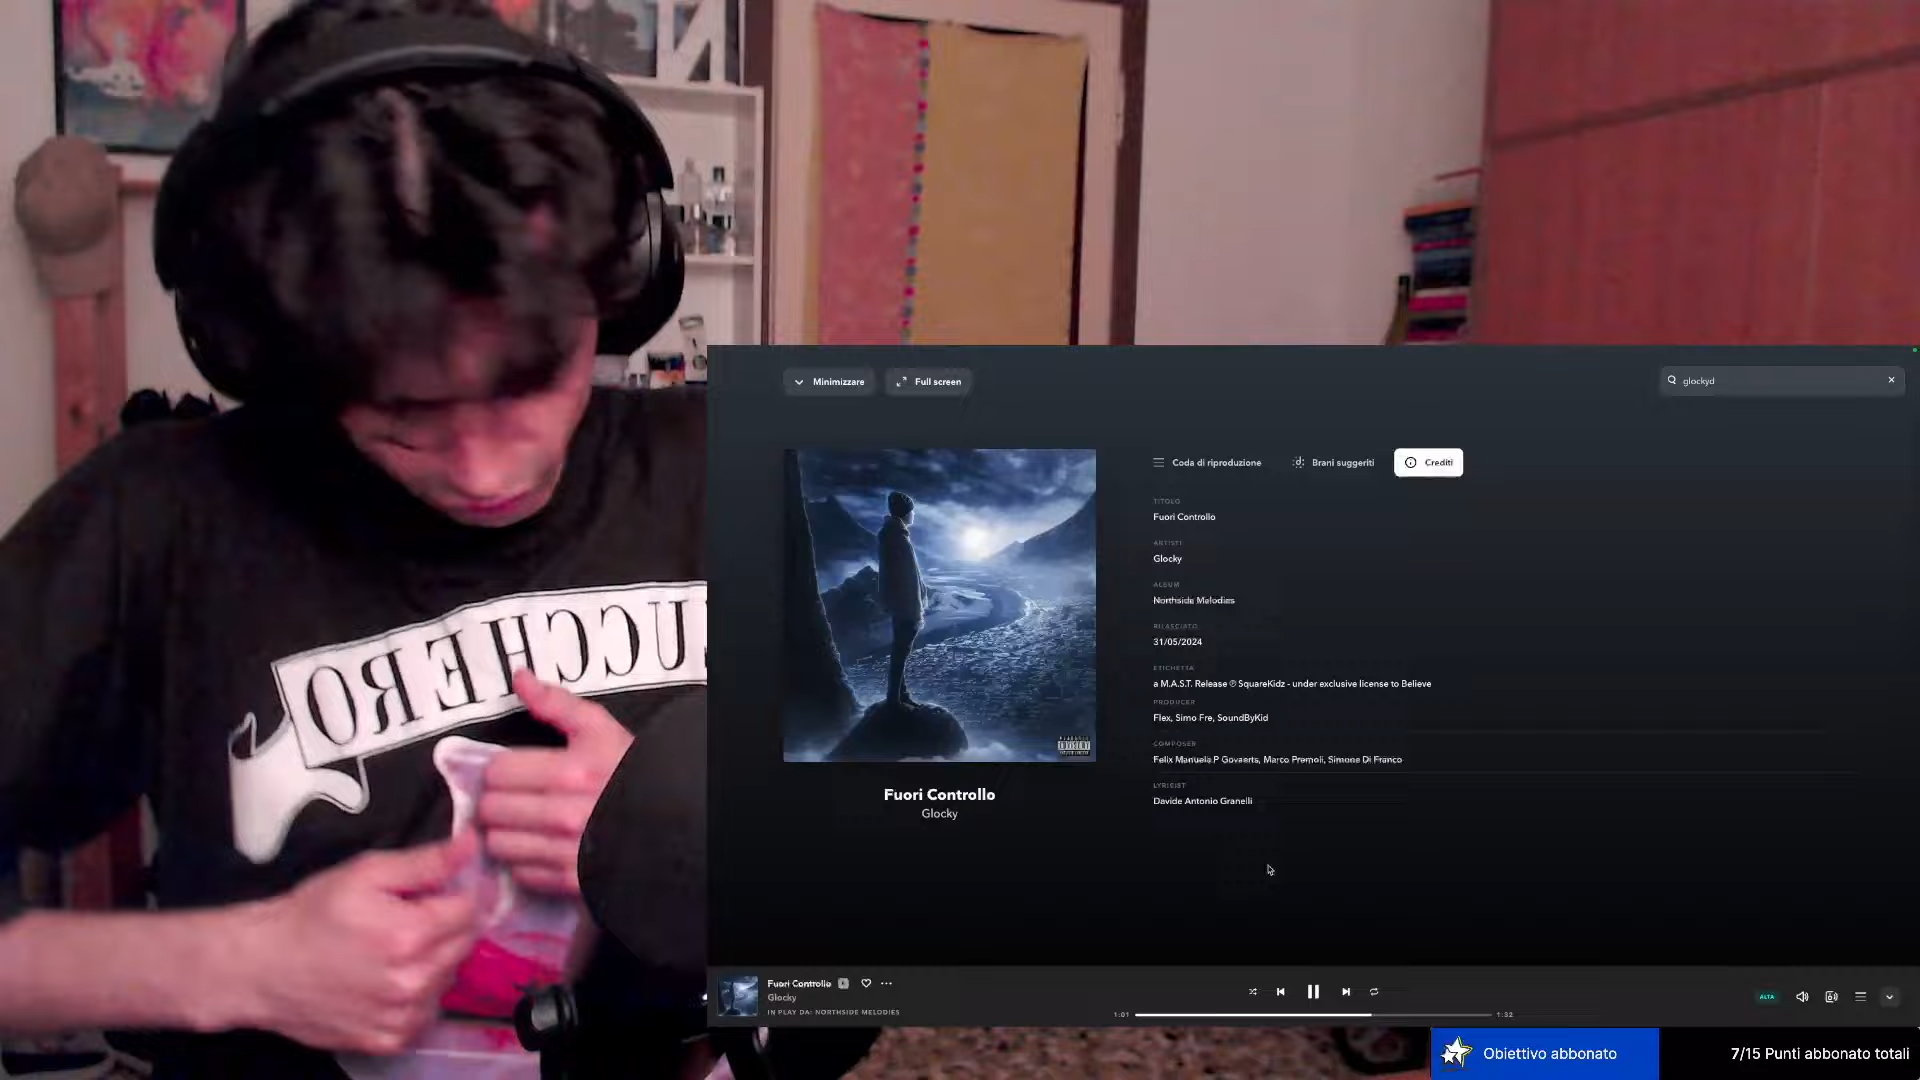 Minimizzare
Full screen
glockyd
Coda di riproduzione
Brani suggeriti
Crediti
TITOLO
Fuori Controllo
ARTISTI
Glocky
ALBUM
Northside Melodies
RILASCIATO
31/05/2024
ETICHETTA
a M.A.S.T. Release ℗ SquareKidz - under exclusive license to Believe
PRODUCER
Flex, Simo Fre, SoundByKid
COMPOSER
Felix Manuela.P Govaerts, Marco Premoli, Simone Di Franco
LYRICIST
Davide Antonio Granelli
Fuori Controllo
Glocky
UCCHERO
Fuori Controllo
Glocky
IN PLAY DA: NORTHSIDE MELODIES
1:01
1:32
ALTA
Obiettivo abbonato
7/15 Punti abbonato totali